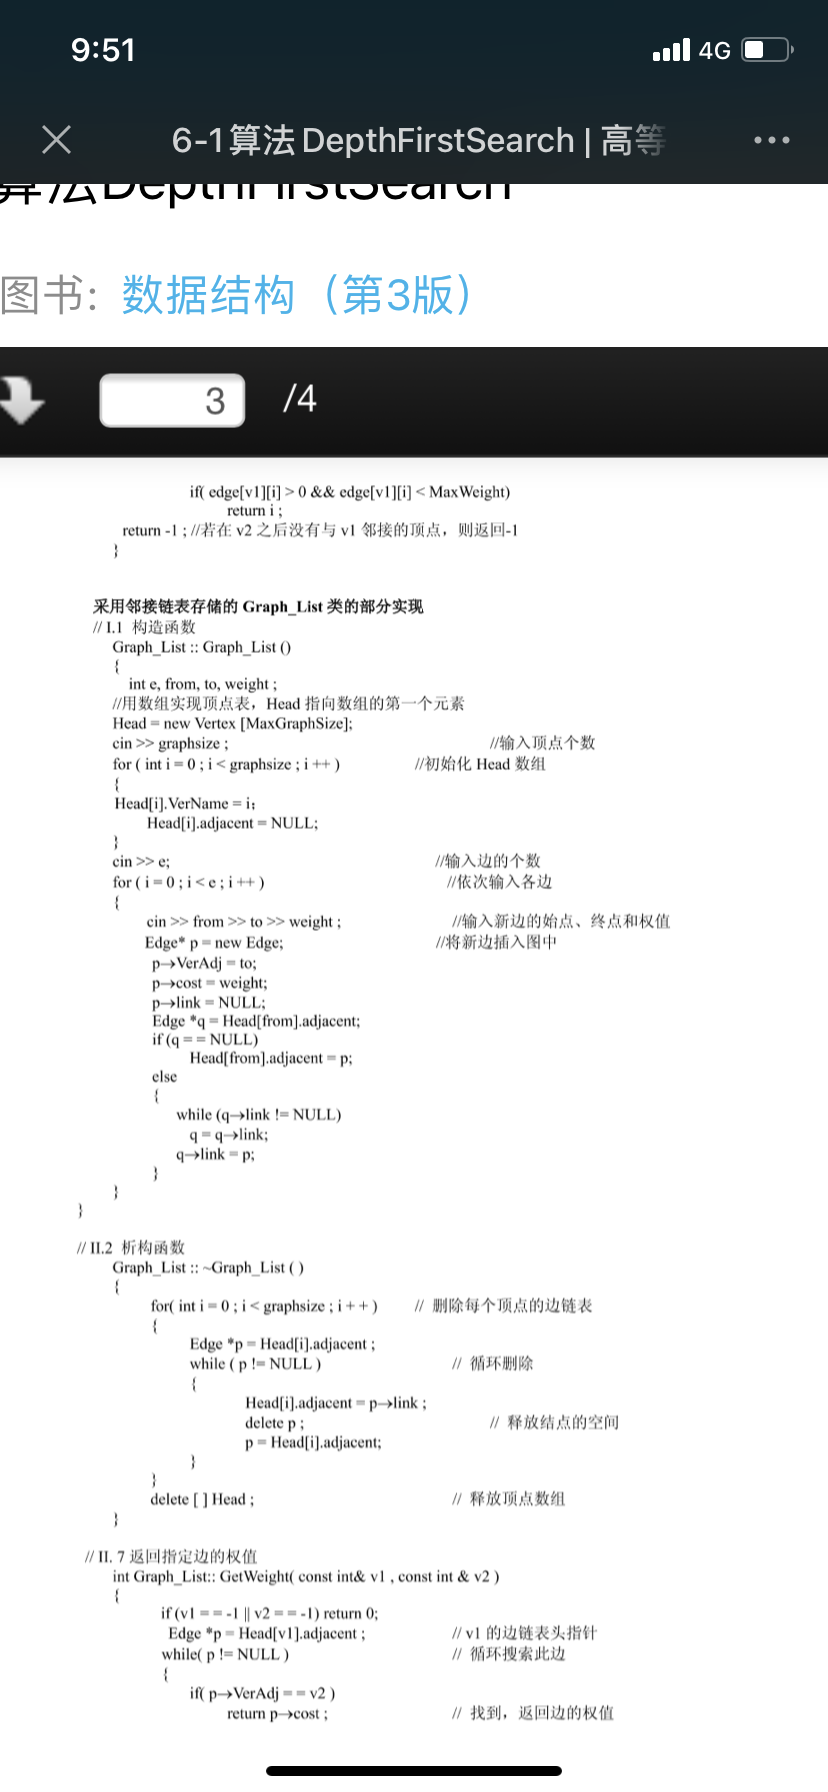 9:51
4G
6-1算法DepthFirstSearch | 高等
算法DepthFirstSearch
图书: 数据结构（第3版）
3 /4
if( edge[v1][i] > 0 && edge[v1][i] < MaxWeight)
return i ;
return -1 ; //若在 v2 之后没有与 v1 邻接的顶点，则返回-1
}
采用邻接链表存储的 Graph_List 类的部分实现
// I.1 构造函数
Graph_List :: Graph_List ()
{
int e, from, to, weight ;
//用数组实现顶点表，Head 指向数组的第一个元素
Head = new Vertex [MaxGraphSize];
cin >> graphsize ; //输入顶点个数
for ( int i = 0 ; i < graphsize ; i ++ ) //初始化 Head 数组
{
Head[i].VerName = i；
Head[i].adjacent = NULL;
}
cin >> e; //输入边的个数
for ( i = 0 ; i < e ; i ++ ) //依次输入各边
{
cin >> from >> to >> weight ; //输入新边的始点、终点和权值
Edge* p = new Edge; //将新边插入图中
p→VerAdj = to;
p→cost = weight;
p→link = NULL;
Edge *q = Head[from].adjacent;
if (q = = NULL)
Head[from].adjacent = p;
else
{
while (q→link != NULL)
q = q→link;
q→link = p;
}
}
}
// II.2 析构函数
Graph_List :: ~Graph_List ( )
{
for( int i = 0 ; i < graphsize ; i + + ) // 删除每个顶点的边链表
{
Edge *p = Head[i].adjacent ;
while ( p != NULL ) // 循环删除
{
Head[i].adjacent = p→link ;
delete p ; // 释放结点的空间
p = Head[i].adjacent;
}
}
delete [ ] Head ; // 释放顶点数组
}
// II. 7 返回指定边的权值
int Graph_List:: GetWeight( const int& v1 , const int & v2 )
{
if (v1 = = -1 || v2 = = -1) return 0;
Edge *p = Head[v1].adjacent ; // v1 的边链表头指针
while( p != NULL ) // 循环搜索此边
{
if( p→VerAdj = = v2 )
return p→cost ; // 找到，返回边的权值